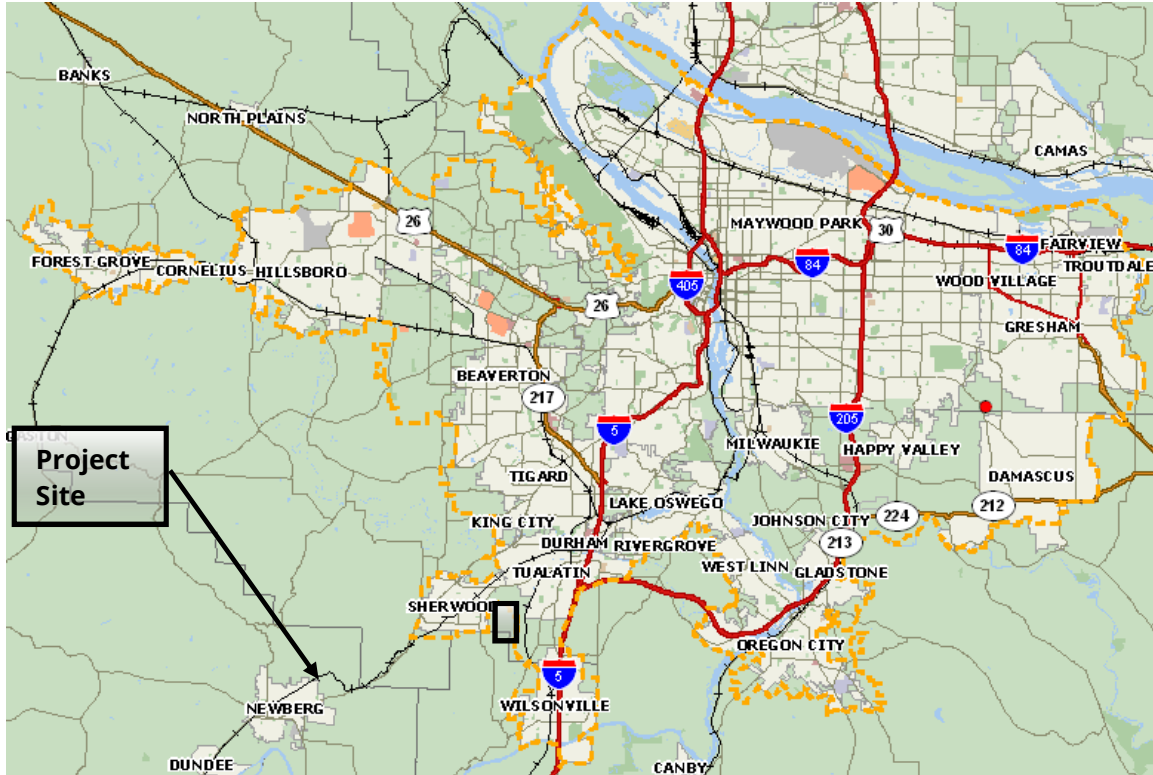 BANKS
NORTH PLAINS
CAMAS
26
MAYWOOD PARK
30
FOREST GROVE
CORNELIUS
HILLSBORO
84
84
FAIRVIEW
TROUTDALE
WOOD VILLAGE
405
26
GRESHAM
BEAVERTON
217
5
205
GASTON
Project
Site
MILWAUKIE
HAPPY VALLEY
TIGARD
DAMASCUS
LAKE OSWEGO
212
KING CITY
JOHNSON CITY
224
DURHAM
RIVERGROVE
213
TUALATIN
WEST LINN
GLADSTONE
SHERWOOD
OREGON CITY
5
NEWBERG
WILSONVILLE
DUNDEE
CANBY